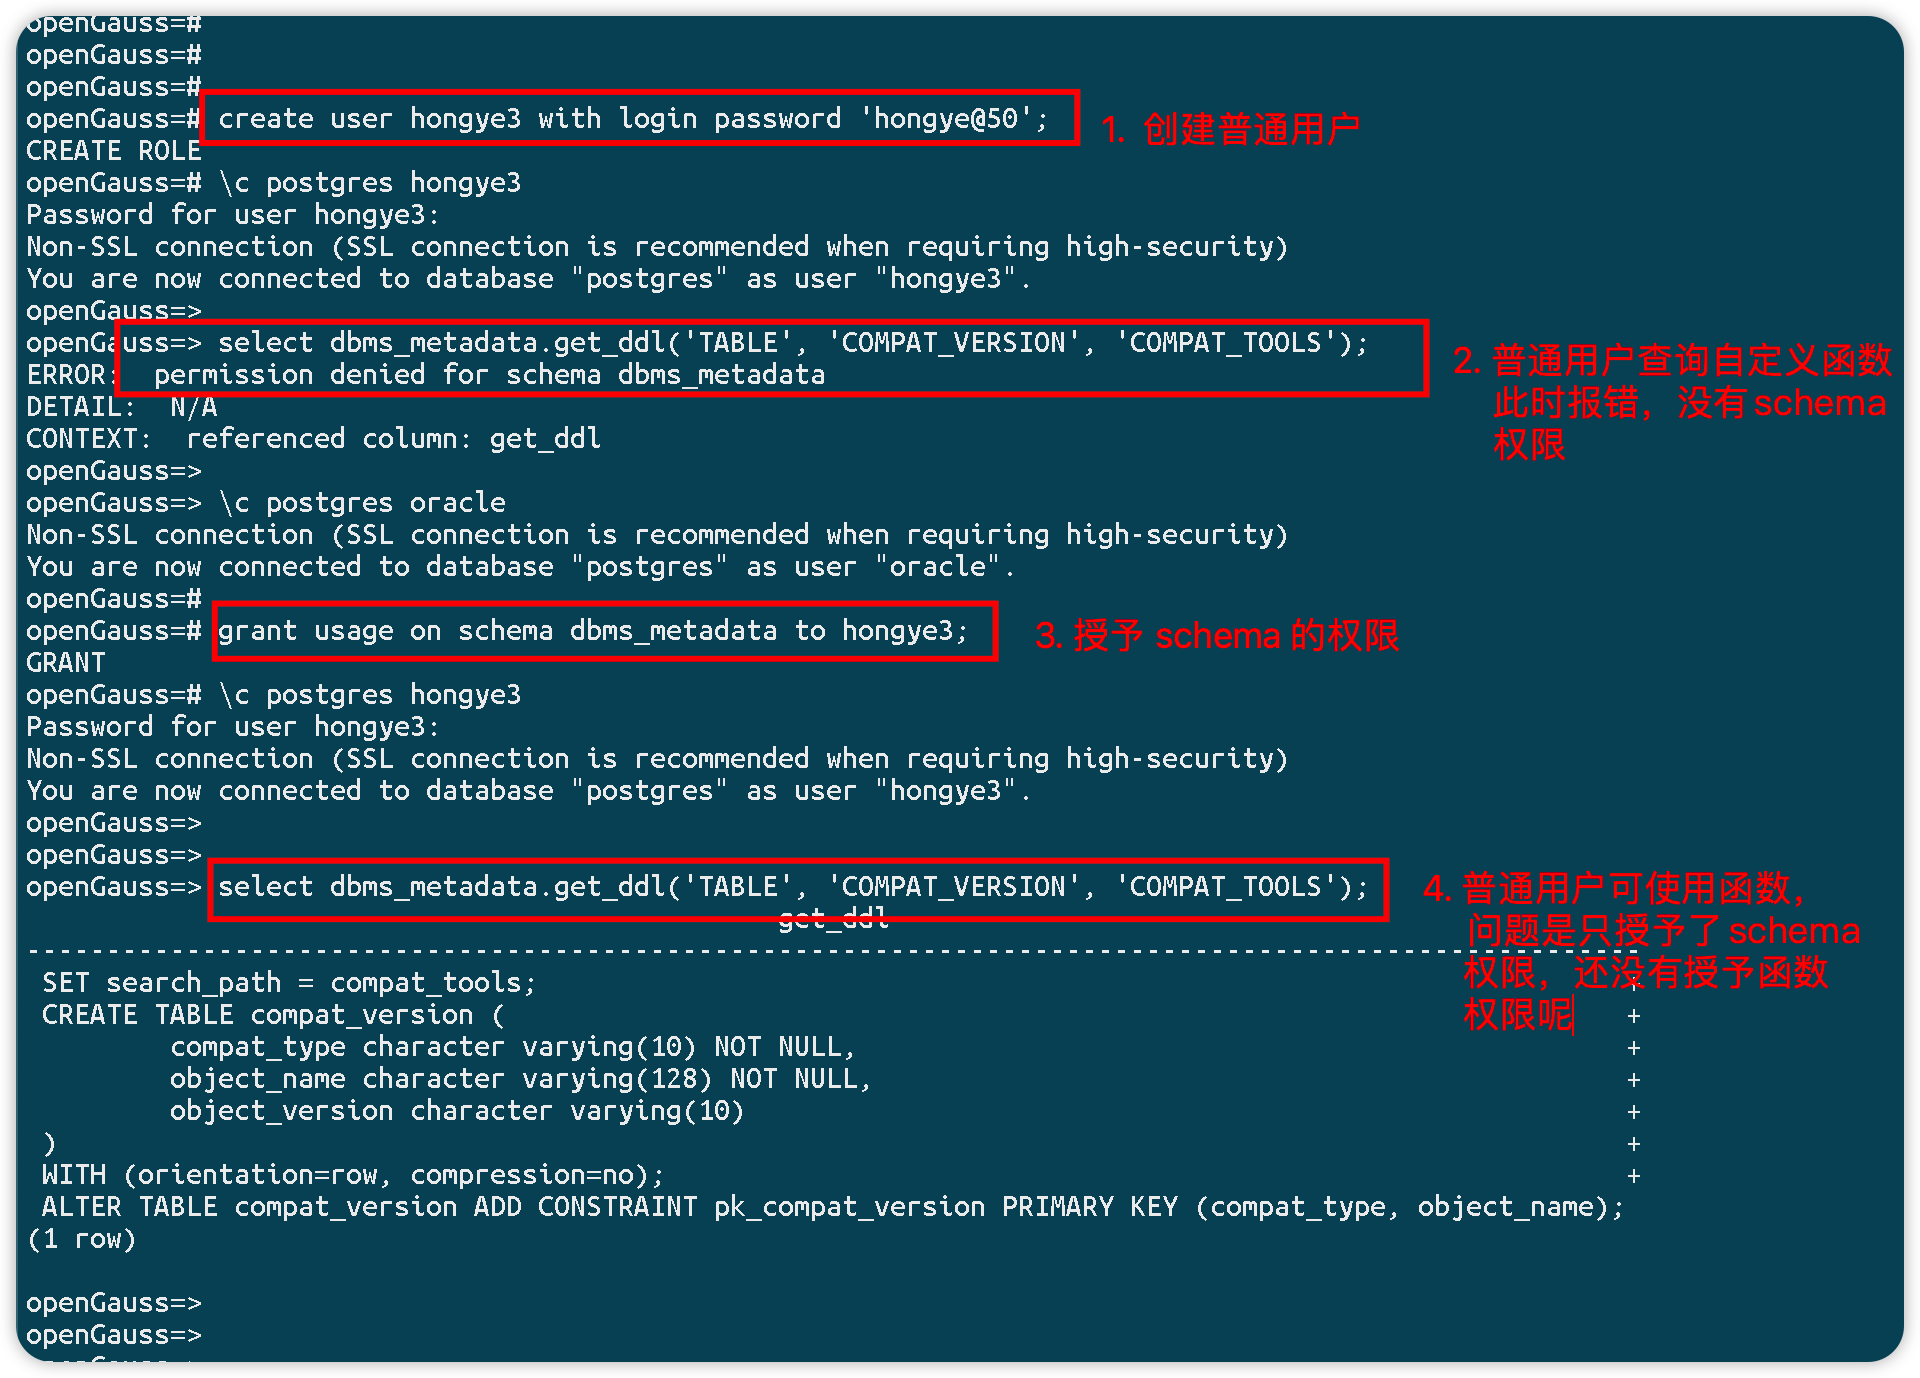 openGauss=#
openGauss=#
openGauss=#
openGauss=# create user hongye3 with login password 'hongye@50';
1. 创建普通用户
CREATE ROLE
openGauss=# \c postgres hongye3
Password for user hongye3:
Non-SSL connection (SSL connection is recommended when requiring high-security)
You are now connected to database "postgres" as user "hongye3".
openGauss=>
openGauss=> select dbms_metadata.get_ddl('TABLE', 'COMPAT_VERSION', 'COMPAT_TOOLS');
ERROR:  permission denied for schema dbms_metadata
2. 普通用户查询自定义函数
此时报错，没有schema
权限
DETAIL:  N/A
CONTEXT:  referenced column: get_ddl
openGauss=>
openGauss=> \c postgres oracle
Non-SSL connection (SSL connection is recommended when requiring high-security)
You are now connected to database "postgres" as user "oracle".
openGauss=#
openGauss=# grant usage on schema dbms_metadata to hongye3;
3. 授予 schema 的权限
GRANT
openGauss=# \c postgres hongye3
Password for user hongye3:
Non-SSL connection (SSL connection is recommended when requiring high-security)
You are now connected to database "postgres" as user "hongye3".
openGauss=>
openGauss=>
openGauss=> select dbms_metadata.get_ddl('TABLE', 'COMPAT_VERSION', 'COMPAT_TOOLS');
4. 普通用户可使用函数，
问题是只授予了schema
权限，还没有授予函数
权限呢
get_ddl
-----------------------------------------------------------------------------------------------------
SET search_path = compat_tools; +
CREATE TABLE compat_version ( +
compat_type character varying(10) NOT NULL, +
object_name character varying(128) NOT NULL, +
object_version character varying(10) +
) +
WITH (orientation=row, compression=no); +
ALTER TABLE compat_version ADD CONSTRAINT pk_compat_version PRIMARY KEY (compat_type, object_name);
(1 row)
openGauss=>
openGauss=>